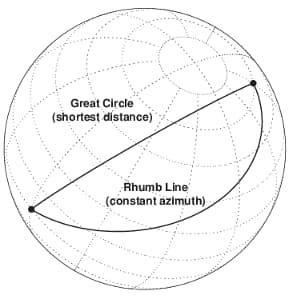 Great Circle
(shortest distance)
Rhumb Line
(constant azimuth)